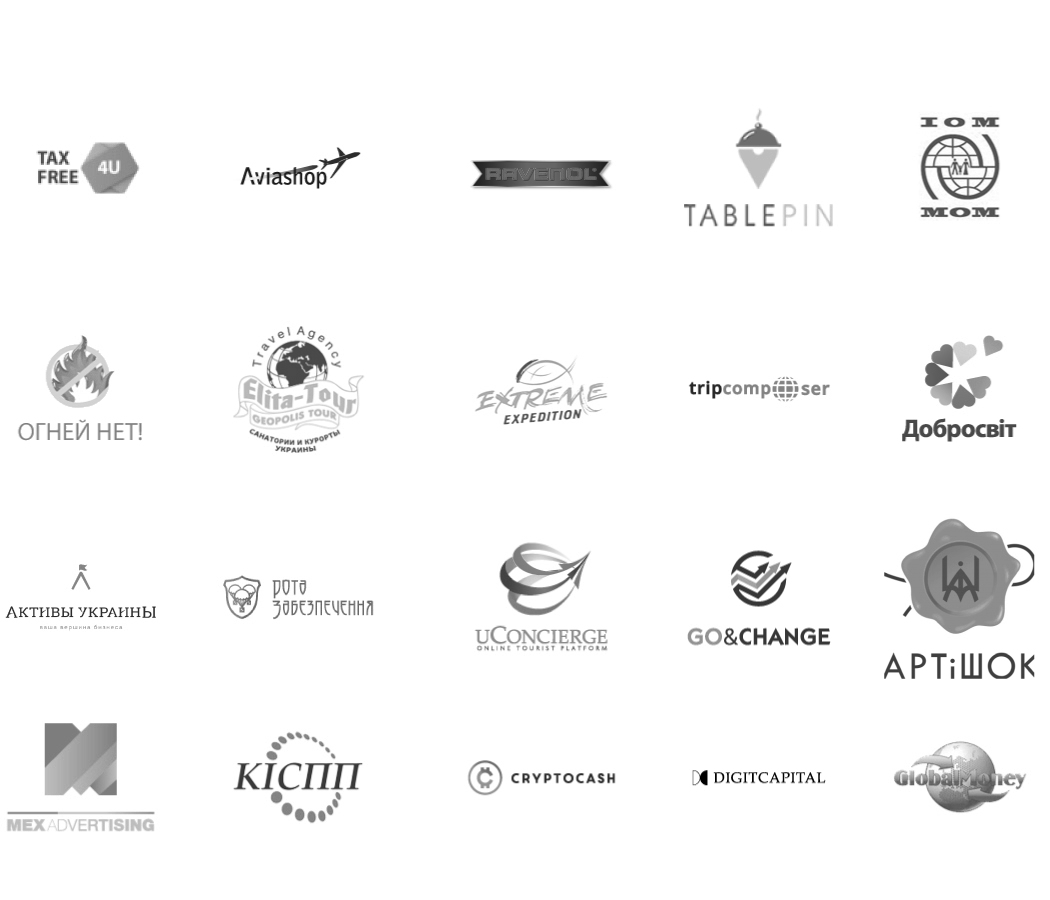 TAX
FREE
4U
Aviashop
RAVENOL
TABLEPIN
IOM
MOM
ОГНЕЙ НЕТ!
Travel Agency
Elita-Tour
GEOPOLIS TOUR
САНАТОРИИ И КУРОРТЫ
УКРАИНЫ
EXTREME
EXPEDITION
tripcomposer
Добросвіт
АКТИВЫ УКРАИНЫ
ваша вершина бизнеса
рота
забезпечення
UCONCIERGE
ONLINE TOURIST PLATFORM
GO&CHANGE
АРТіШОК
MEX ADVERTISING
КІСПП
CRYPTOCASH
DIGITCAPITAL
GlobalMoney